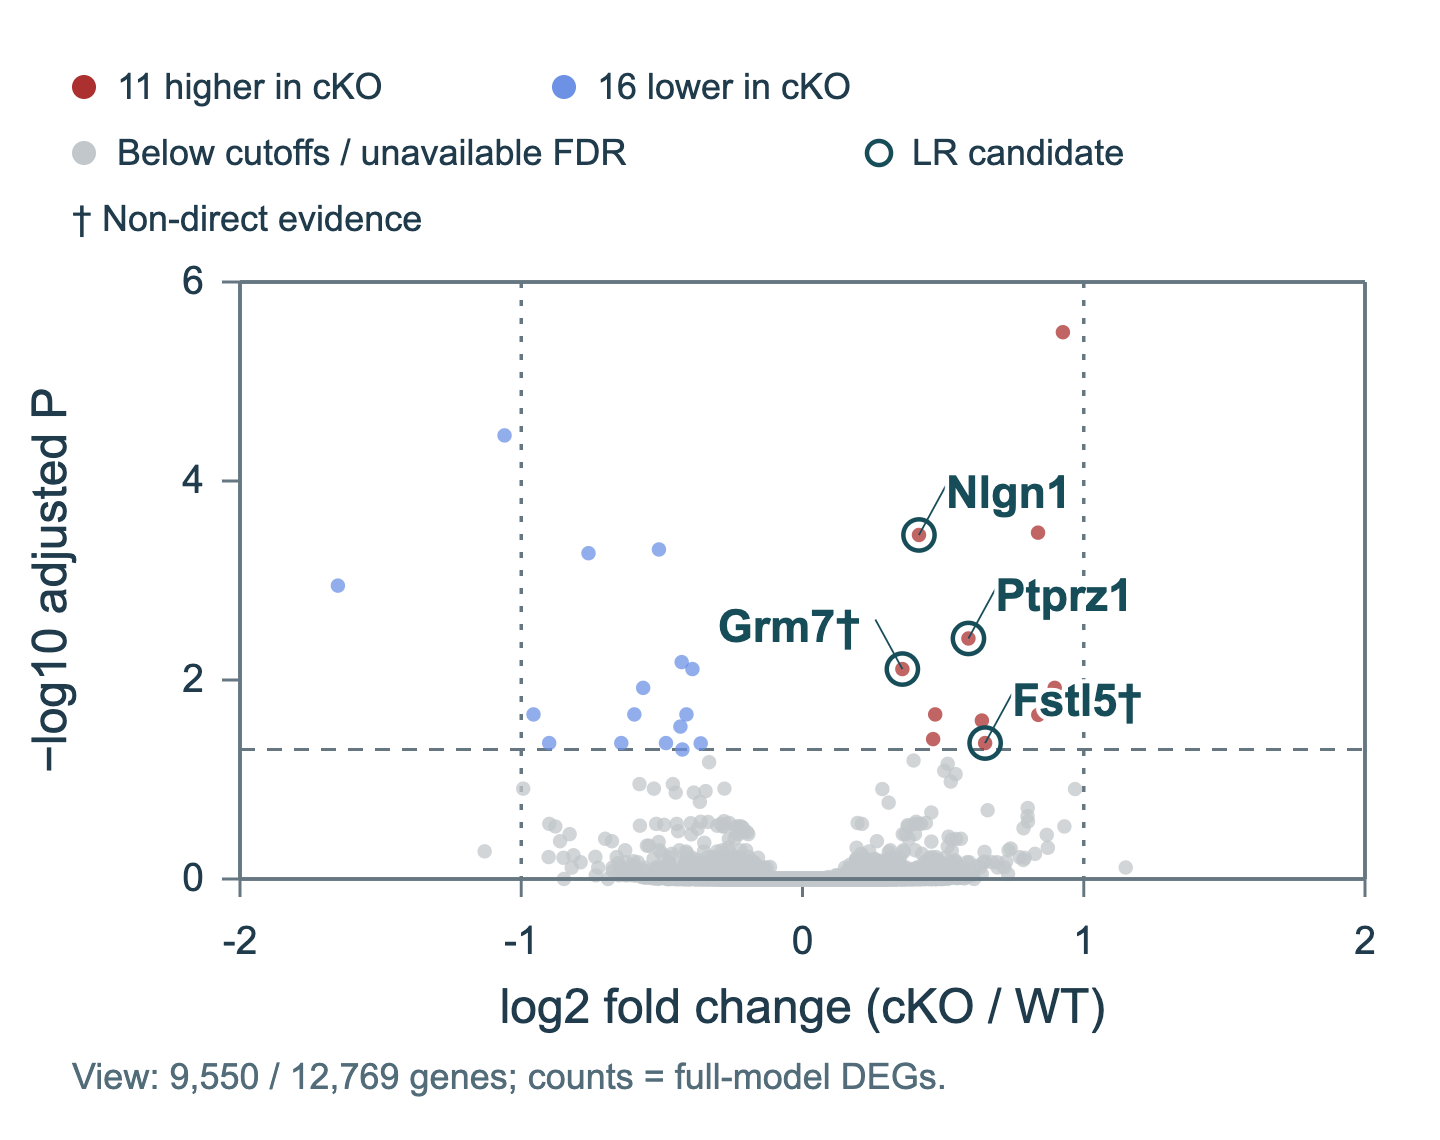 11 higher in cKO
16 lower in cKO
Below cutoffs / unavailable FDR
LR candidate
† Non-direct evidence
6
4
2
0
−log10 adjusted P
Nlgn1
Ptprz1
Grm7†
Fstl5†
-2
-1
0
1
2
log2 fold change (cKO / WT)
View: 9,550 / 12,769 genes; counts = full-model DEGs.